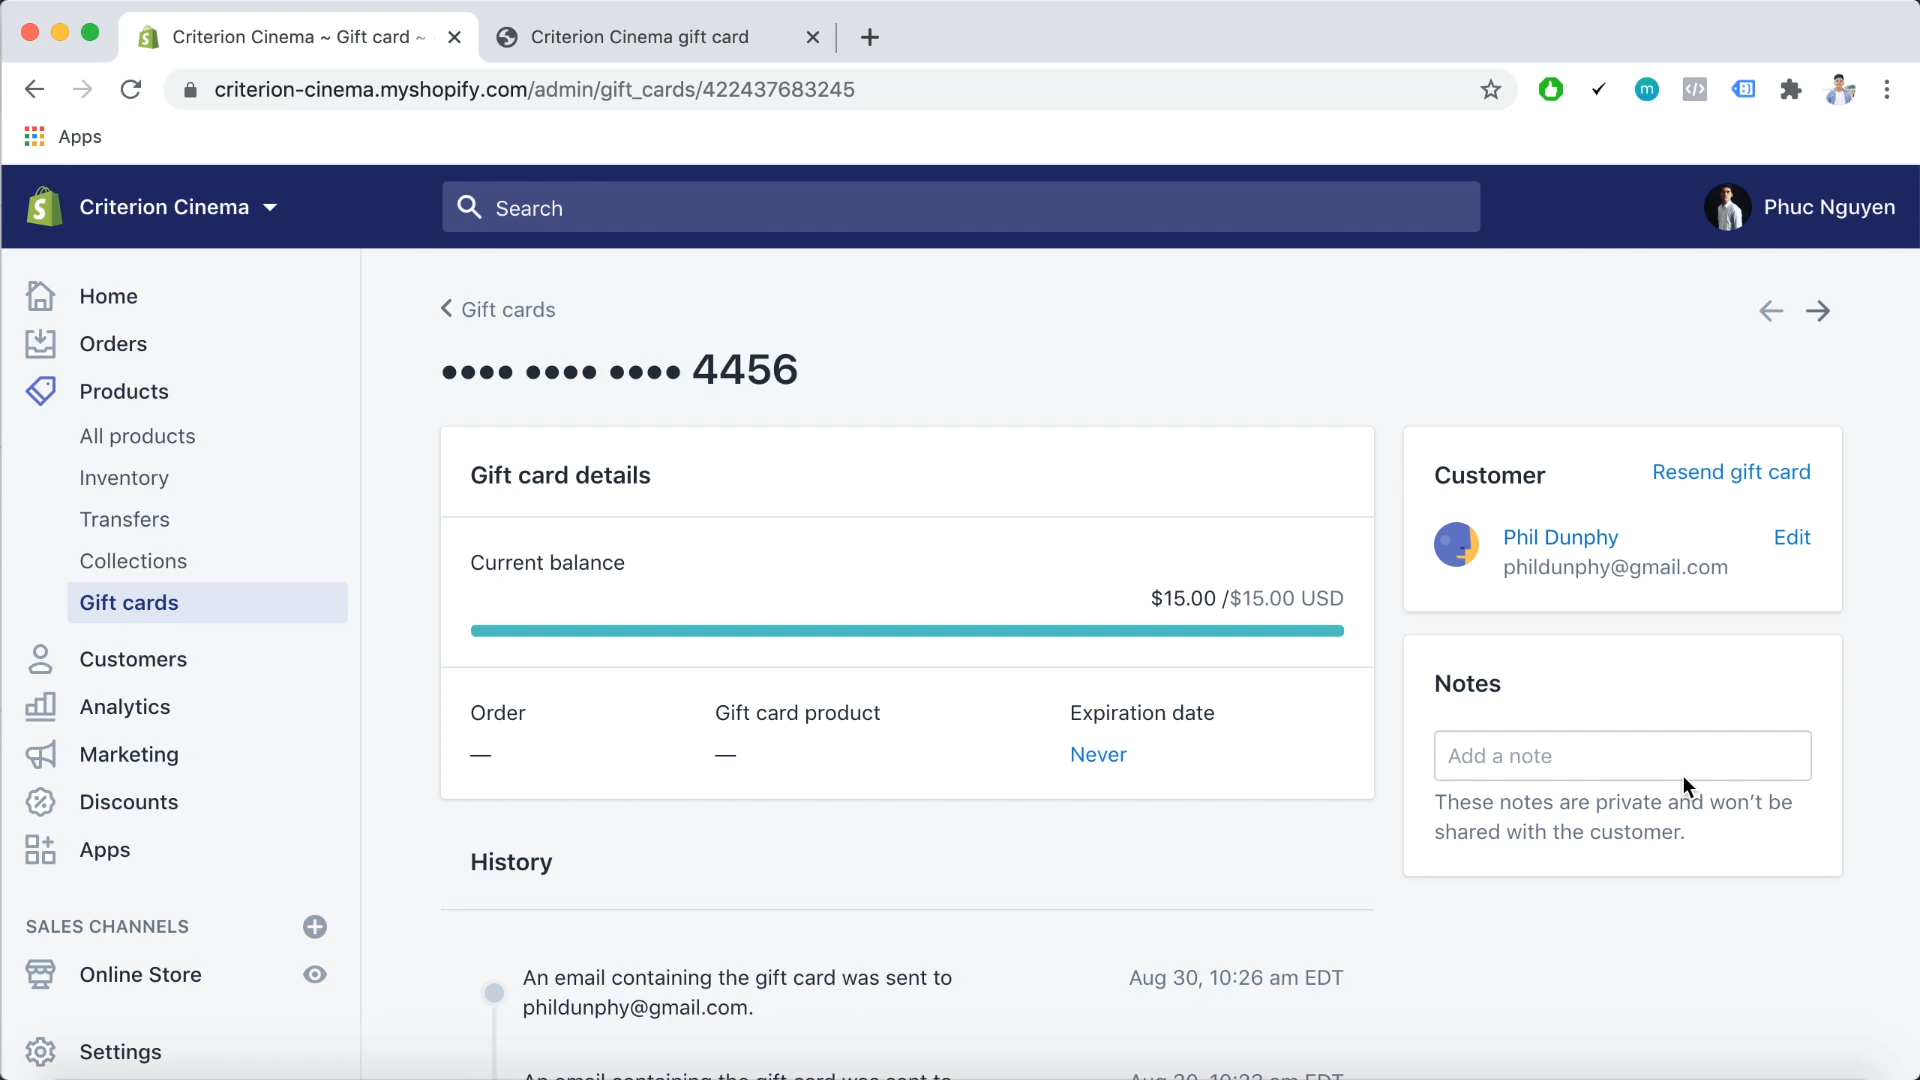 Criterion Cinema ~ Gift card ~
Criterion Cinema gift card
criterion-cinema.myshopify.com/admin/gift_cards/422437683245
Apps
Criterion Cinema
Search
Phuc Nguyen
Home
Orders
Products
All products
Inventory
Transfers
Collections
Gift cards
Customers
Analytics
Marketing
Discounts
Apps
SALES CHANNELS
Online Store
Settings
Gift cards
•••• •••• •••• 4456
Gift card details
Current balance
$15.00 /$15.00 USD
Order
Gift card product
Expiration date
—
—
Never
History
An email containing the gift card was sent to
phildunphy@gmail.com.
Aug 30, 10:26 am EDT
Customer
Resend gift card
Phil Dunphy
Edit
phildunphy@gmail.com
Notes
Add a note
These notes are private and won't be
shared with the customer.